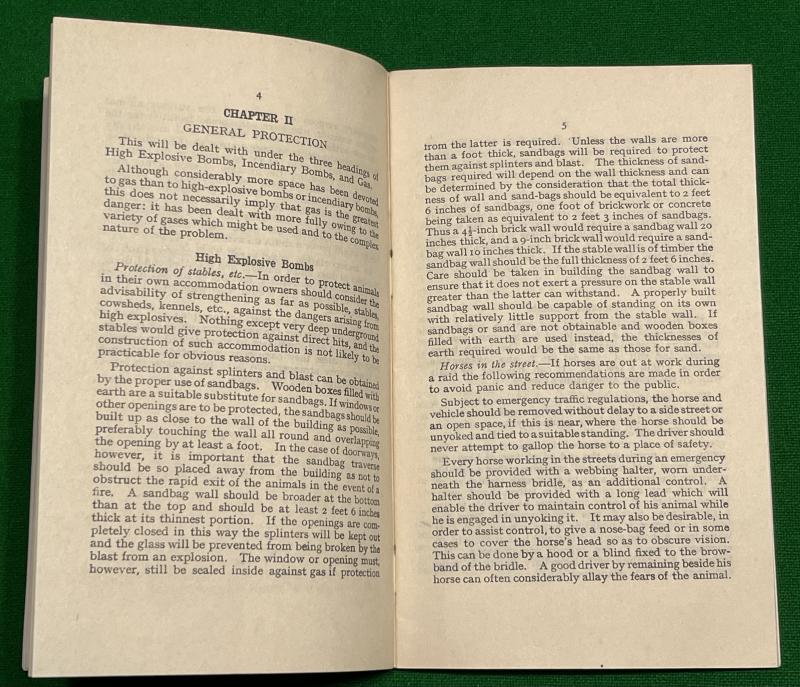 4
CHAPTER II
GENERAL PROTECTION
This will be dealt with under the three headings of
High Explosive Bombs, Incendiary Bombs, and Gas.
Although considerably more space has been devoted
to gas than to high-explosive bombs or incendiary bombs,
this does not necessarily imply that gas is the greatest
danger: it has been dealt with more fully owing to the
variety of gases which might be used and to the complex
nature of the problem.
High Explosive Bombs
Protection of stables, etc.—In order to protect animals
in their own accommodation owners should consider the
advisability of strengthening as far as possible, stables,
cowsheds, kennels, etc., against the dangers arising from
high explosives. Nothing except very deep underground
stables would give protection against direct hits, and the
construction of such accommodation is not likely to be
practicable for obvious reasons.
Protection against splinters and blast can be obtained
by the proper use of sandbags. Wooden boxes filled with
earth are a suitable substitute for sandbags. If windows or
other openings are to be protected, the sandbags should be
built up as close to the wall of the building as possible,
preferably touching the wall all round and overlapping
the opening by at least a foot. In the case of doorways,
however, it is important that the sandbag traverse
should be so placed away from the building as not to
obstruct the rapid exit of the animals in the event of a
fire. A sandbag wall should be broader at the bottom
than at the top and should be at least 2 feet 6 inches
thick at its thinnest portion. If the openings are com-
pletely closed in this way the splinters will be kept out
and the glass will be prevented from being broken by the
blast from an explosion. The window or opening must,
however, still be sealed inside against gas if protection
5
from the latter is required. Unless the walls are more
than a foot thick, sandbags will be required to protect
them against splinters and blast. The thickness of sand-
bags required will depend on the wall thickness and can
be determined by the consideration that the total thick-
ness of wall and sand-bags should be equivalent to 2 feet
6 inches of sandbags, one foot of brickwork or concrete
being taken as equivalent to 2 feet 3 inches of sandbags.
Thus a 4½-inch brick wall would require a sandbag wall 20
inches thick, and a 9-inch brick wall would require a sand-
bag wall 10 inches thick. If the stable wall is of timber the
sandbag wall should be the full thickness of 2 feet 6 inches.
Care should be taken in building the sandbag wall to
ensure that it does not exert a pressure on the stable wall
greater than the latter can withstand. A properly built
sandbag wall should be capable of standing on its own
with relatively little support from the stable wall. If
sandbags or sand are not obtainable and wooden boxes
filled with earth are used instead, the thicknesses of
earth required would be the same as those for sand.
Horses in the street.—If horses are out at work during
a raid the following recommendations are made in order
to avoid panic and reduce danger to the public.
Subject to emergency traffic regulations, the horse and
vehicle should be removed without delay to a side street or
an open space, if this is near, where the horse should be
unyoked and tied to a suitable standing. The driver should
never attempt to gallop the horse to a place of safety.
Every horse working in the streets during an emergency
should be provided with a webbing halter, worn under-
neath the harness bridle, as an additional control. A
halter should be provided with a long lead which will
enable the driver to maintain control of his animal while
he is engaged in unyoking it. It may also be desirable, in
order to assist control, to give a nose-bag feed or in some
cases to cover the horse's head so as to obscure vision.
This can be done by a hood or a blind fixed to the brow-
band of the bridle. A good driver by remaining beside his
horse can often considerably allay the fears of the animal.